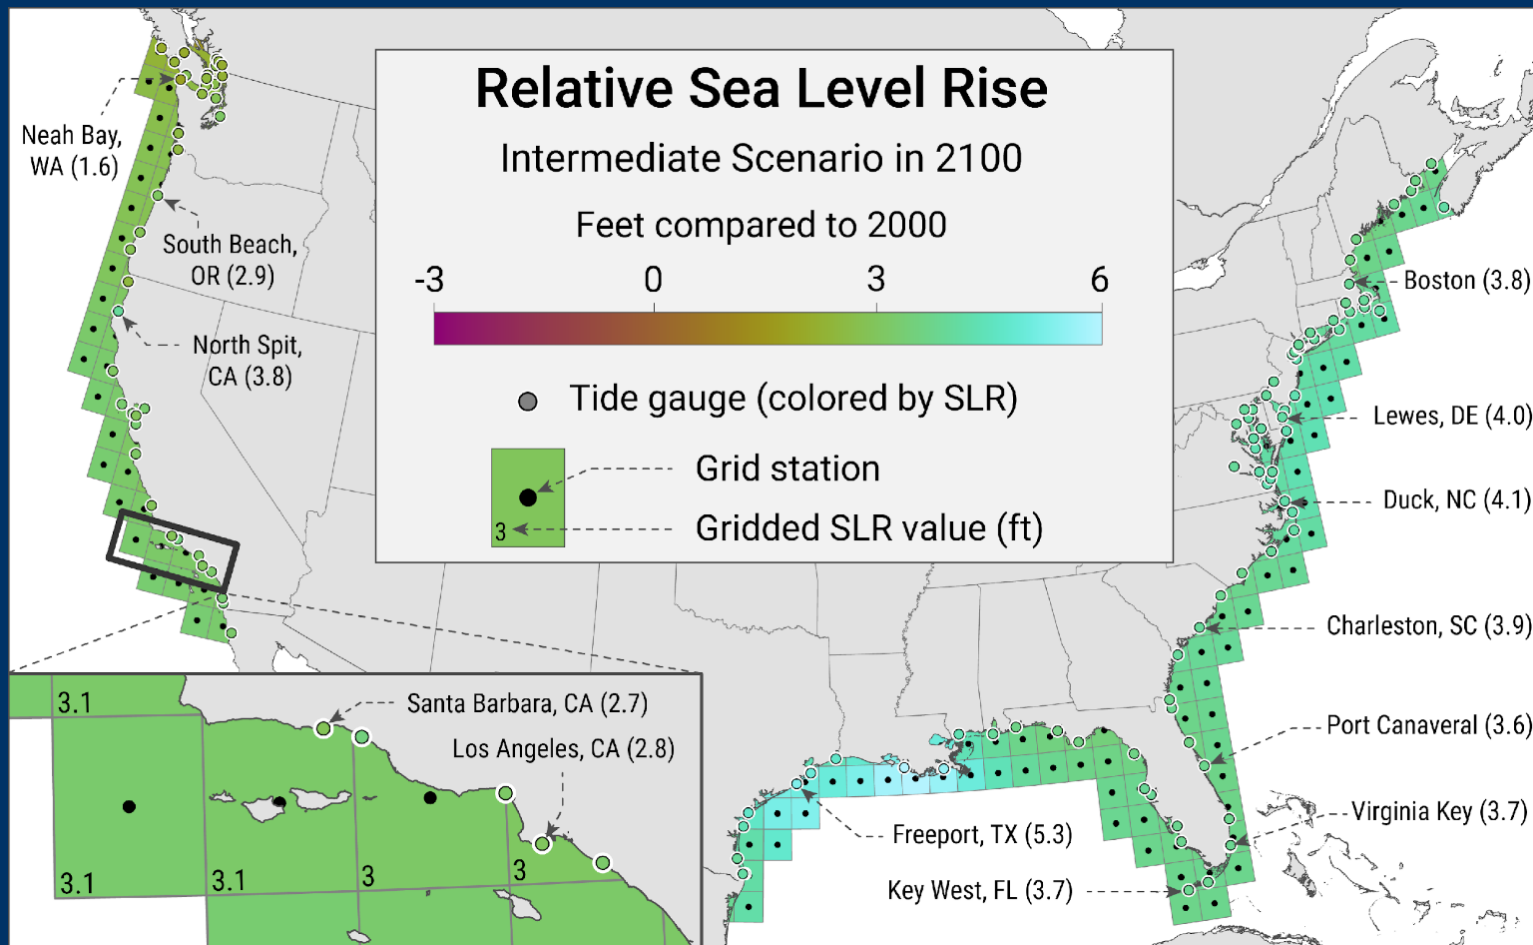 Relative Sea Level Rise
Intermediate Scenario in 2100
Feet compared to 2000
-3 0 3 6
Tide gauge (colored by SLR)
Grid station
3
Gridded SLR value (ft)
Neah Bay,
WA (1.6)
South Beach,
OR (2.9)
North Spit,
CA (3.8)
Boston (3.8)
Lewes, DE (4.0)
Duck, NC (4.1)
Charleston, SC (3.9)
Port Canaveral (3.6)
Virginia Key (3.7)
Freeport, TX (5.3)
Key West, FL (3.7)
3.1
Santa Barbara, CA (2.7)
Los Angeles, CA (2.8)
3.1 3.1 3 3